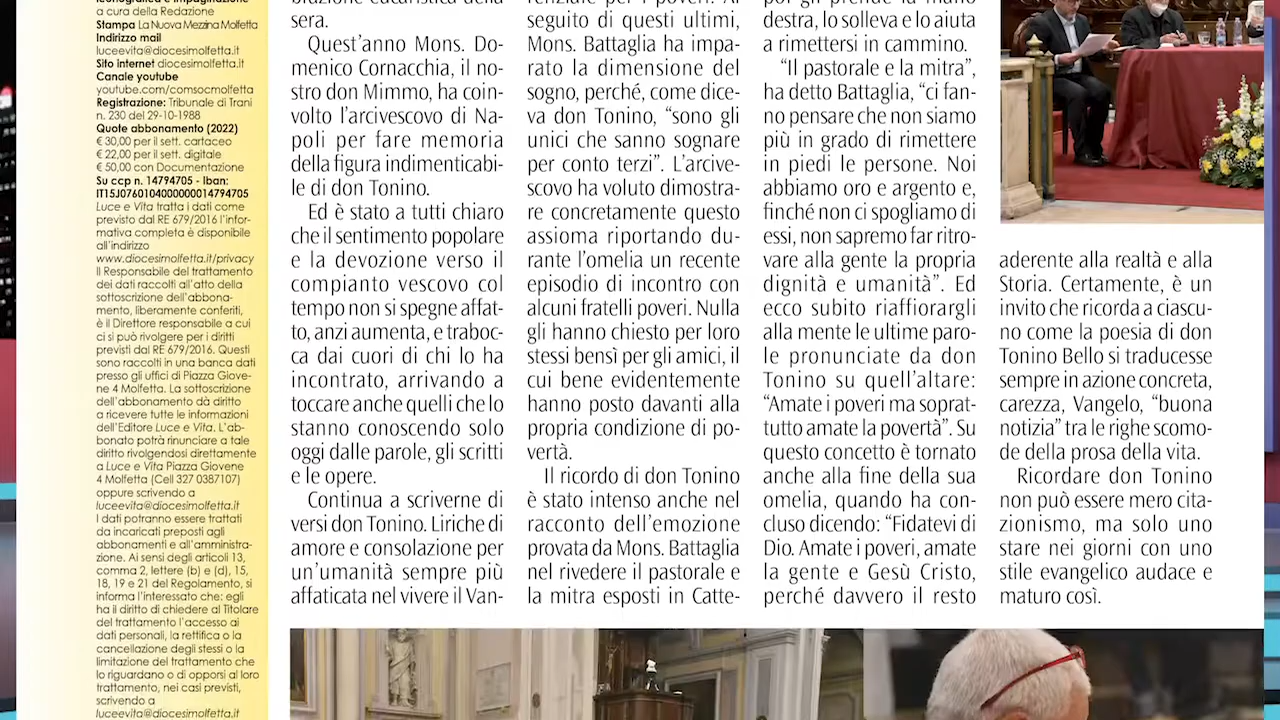 a cura della Redazione
Stampa La Nuova Mezzina Molfetta
Indirizzo mail
luceevita@diocesimolfetta.it
Sito internet diocesimolfetta.it
Canale youtube
youtube.com/comsocmolfetta
Registrazione: Tribunale di Trani
n. 230 del 29-10-1988
Quote abbonamento (2022)
€ 30,00 per il sett. cartaceo
€ 22,00 per il sett. digitale
€ 50,00 con Documentazione
Su ccp n. 14794705 - Iban:
IT15J0760104000000014794705
Luce e Vita tratta i dati come
previsto dal RE 679/2016 l'infor-
mativa completa è disponibile
all'indirizzo
www.diocesimolfetta.it/privacy
Il Responsabile del trattamento
dei dati raccolti all'atto della
sottoscrizione dell'abbona-
mento, liberamente conferiti,
è il Direttore responsabile a cui
ci si può rivolgere per i diritti
previsti dal RE 679/2016. Questi
sono raccolti in una banca dati
presso gli uffici di Piazza Giove-
ne 4 Molfetta. La sottoscrizione
dell'abbonamento dà diritto
a ricevere tutte le informazioni
dell'Editore Luce e Vita. L'ab-
bonato potrà rinunciare a tale
diritto rivolgendosi direttamente
a Luce e Vita Piazza Giovene
4 Molfetta (Cell 327 0387107)
oppure scrivendo a
luceevita@diocesimolfetta.it
I dati potranno essere trattati
da incaricati preposti agli
abbonamenti e all'amministra-
zione. Ai sensi degli articoli 13,
comma 2, lettere (b) e (d), 15,
18, 19 e 21 del Regolamento, si
informa l'interessato che: egli
ha il diritto di chiedere al Titolare
del trattamento l'accesso ai
dati personali, la rettifica o la
cancellazione degli stessi o la
limitazione del trattamento che
lo riguardano o di opporsi al loro
trattamento, nei casi previsti,
scrivendo a
luceevita@diocesimolfetta.it
sera.
Quest'anno Mons. Do-
menico Cornacchia, il no-
stro don Mimmo, ha coin-
volto l'arcivescovo di Na-
poli per fare memoria
della figura indimenticabi-
le di don Tonino.
Ed è stato a tutti chiaro
che il sentimento popolare
e la devozione verso il
compianto vescovo col
tempo non si spegne affat-
to, anzi aumenta, e traboc-
ca dai cuori di chi lo ha
incontrato, arrivando a
toccare anche quelli che lo
stanno conoscendo solo
oggi dalle parole, gli scritti
e le opere.
Continua a scriverne di
versi don Tonino. Liriche di
amore e consolazione per
un'umanità sempre più
affaticata nel vivere il Van-
seguito di questi ultimi,
Mons. Battaglia ha impa-
rato la dimensione del
sogno, perché, come dice-
va don Tonino, "sono gli
unici che sanno sognare
per conto terzi". L'arcive-
scovo ha voluto dimostra-
re concretamente questo
assioma riportando du-
rante l'omelia un recente
episodio di incontro con
alcuni fratelli poveri. Nulla
gli hanno chiesto per loro
stessi bensì per gli amici, il
cui bene evidentemente
hanno posto davanti alla
propria condizione di po-
vertà.
Il ricordo di don Tonino
è stato intenso anche nel
racconto dell'emozione
provata da Mons. Battaglia
nel rivedere il pastorale e
la mitra esposti in Catte-
destra, lo solleva e lo aiuta
a rimettersi in cammino.
"Il pastorale e la mitra",
ha detto Battaglia, "ci fan-
no pensare che non siamo
più in grado di rimettere
in piedi le persone. Noi
abbiamo oro e argento e,
finché non ci spogliamo di
essi, non sapremo far ritro-
vare alla gente la propria
dignità e umanità". Ed
ecco subito riaffiorargli
alla mente le ultime paro-
le pronunciate da don
Tonino su quell'altare:
"Amate i poveri ma soprat-
tutto amate la povertà". Su
questo concetto è tornato
anche alla fine della sua
omelia, quando ha con-
cluso dicendo: "Fidatevi di
Dio. Amate i poveri, amate
la gente e Gesù Cristo,
perché davvero il resto
aderente alla realtà e alla
Storia. Certamente, è un
invito che ricorda a ciascu-
no come la poesia di don
Tonino Bello si traducesse
sempre in azione concreta,
carezza, Vangelo, "buona
notizia" tra le righe scomo-
de della prosa della vita.
Ricordare don Tonino
non può essere mero cita-
zionismo, ma solo uno
stare nei giorni con uno
stile evangelico audace e
maturo così.